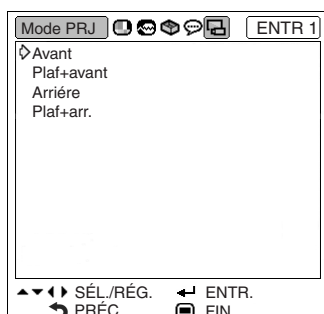 Mode PRJ ENTR 1
Avant
Plaf+avant
Arriére
Plaf+arr.
SÉL./RÉG. ENTR.
PRÉC. FIN